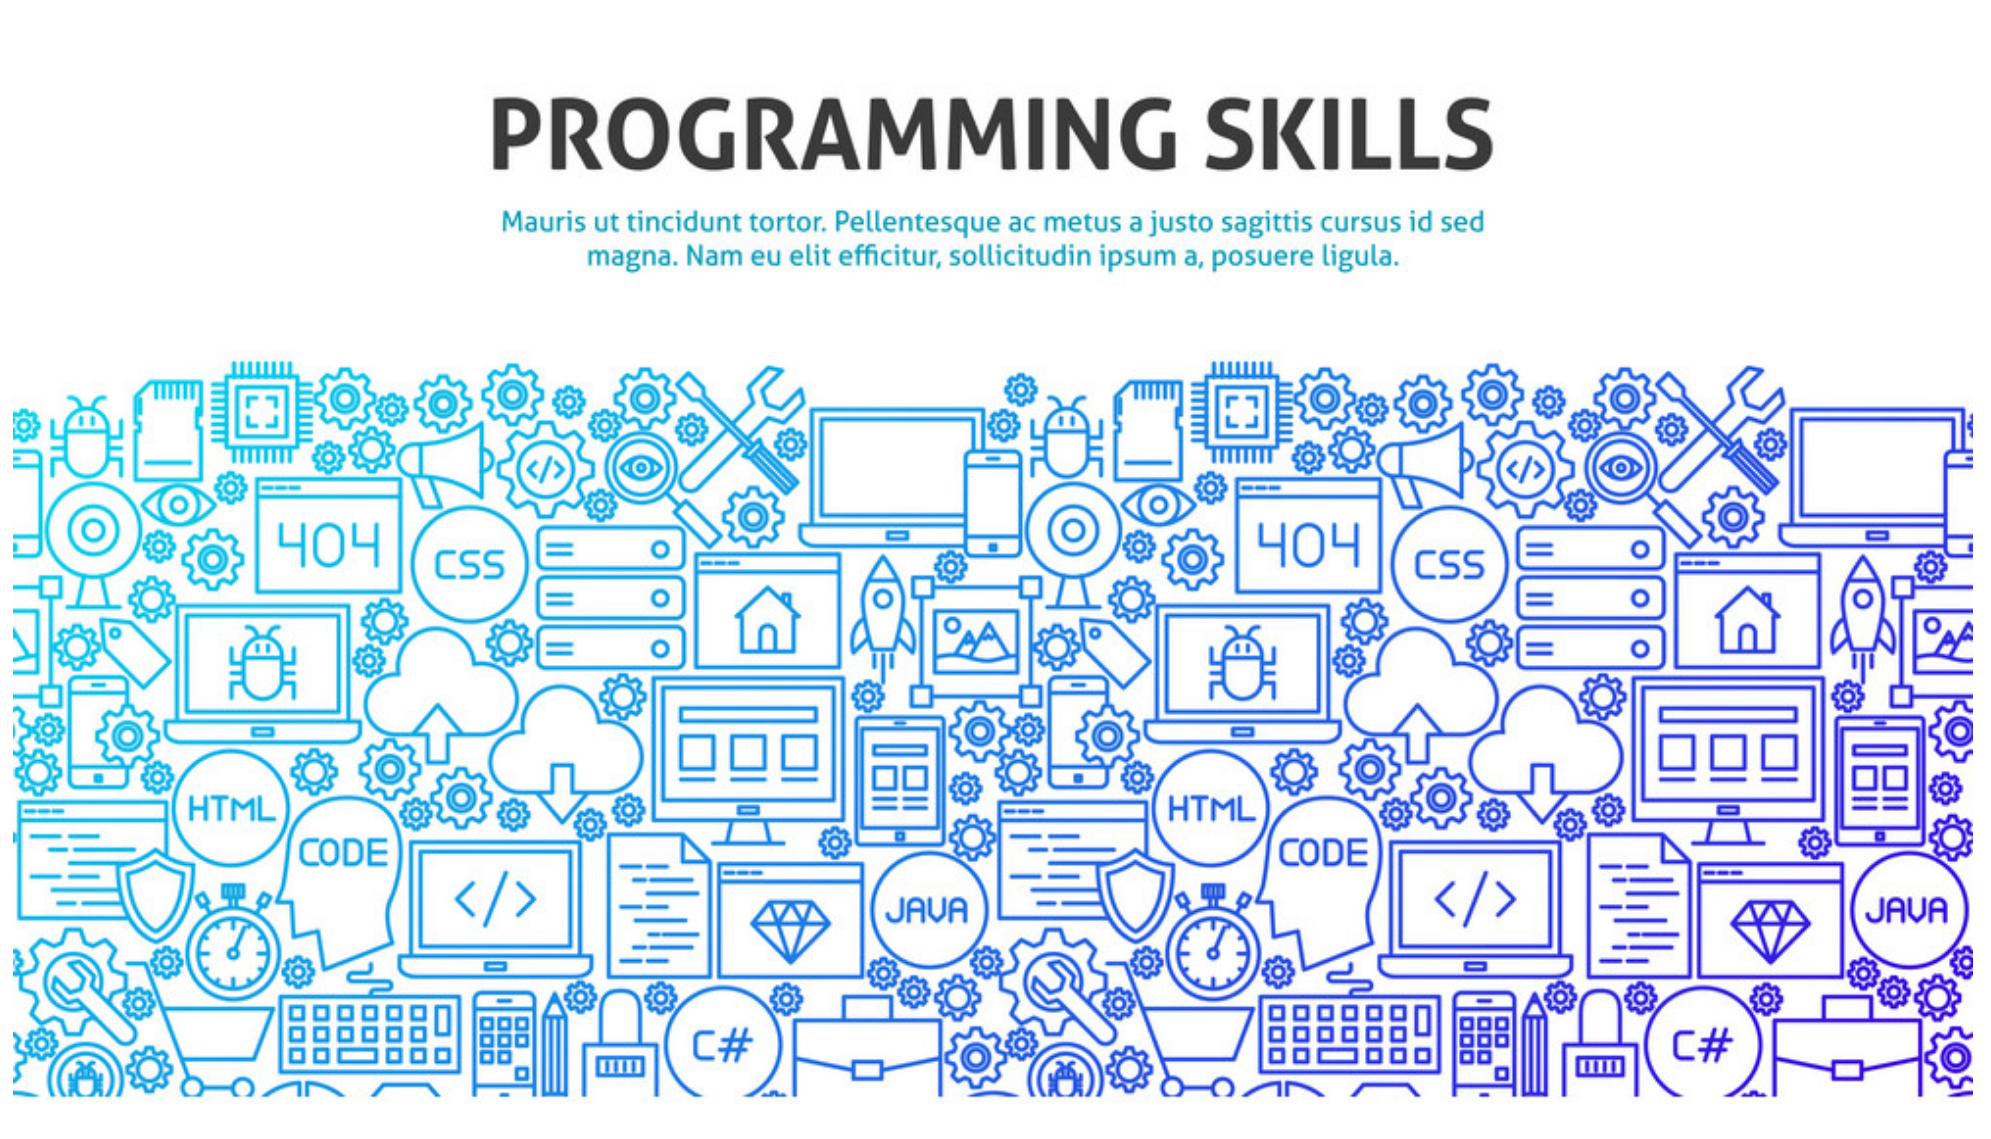 PROGRAMMING SKILLS
Mauris ut tincidunt tortor. Pellentesque ac metus a justo sagittis cursus id sed
magna. Nam eu elit efficitur, sollicitudin ipsum a, posuere ligula.
</>
</>
404
404
CSS
CSS
HTML
HTML
CODE
CODE
</>
</>
JAVA
JAVA
C#
C#